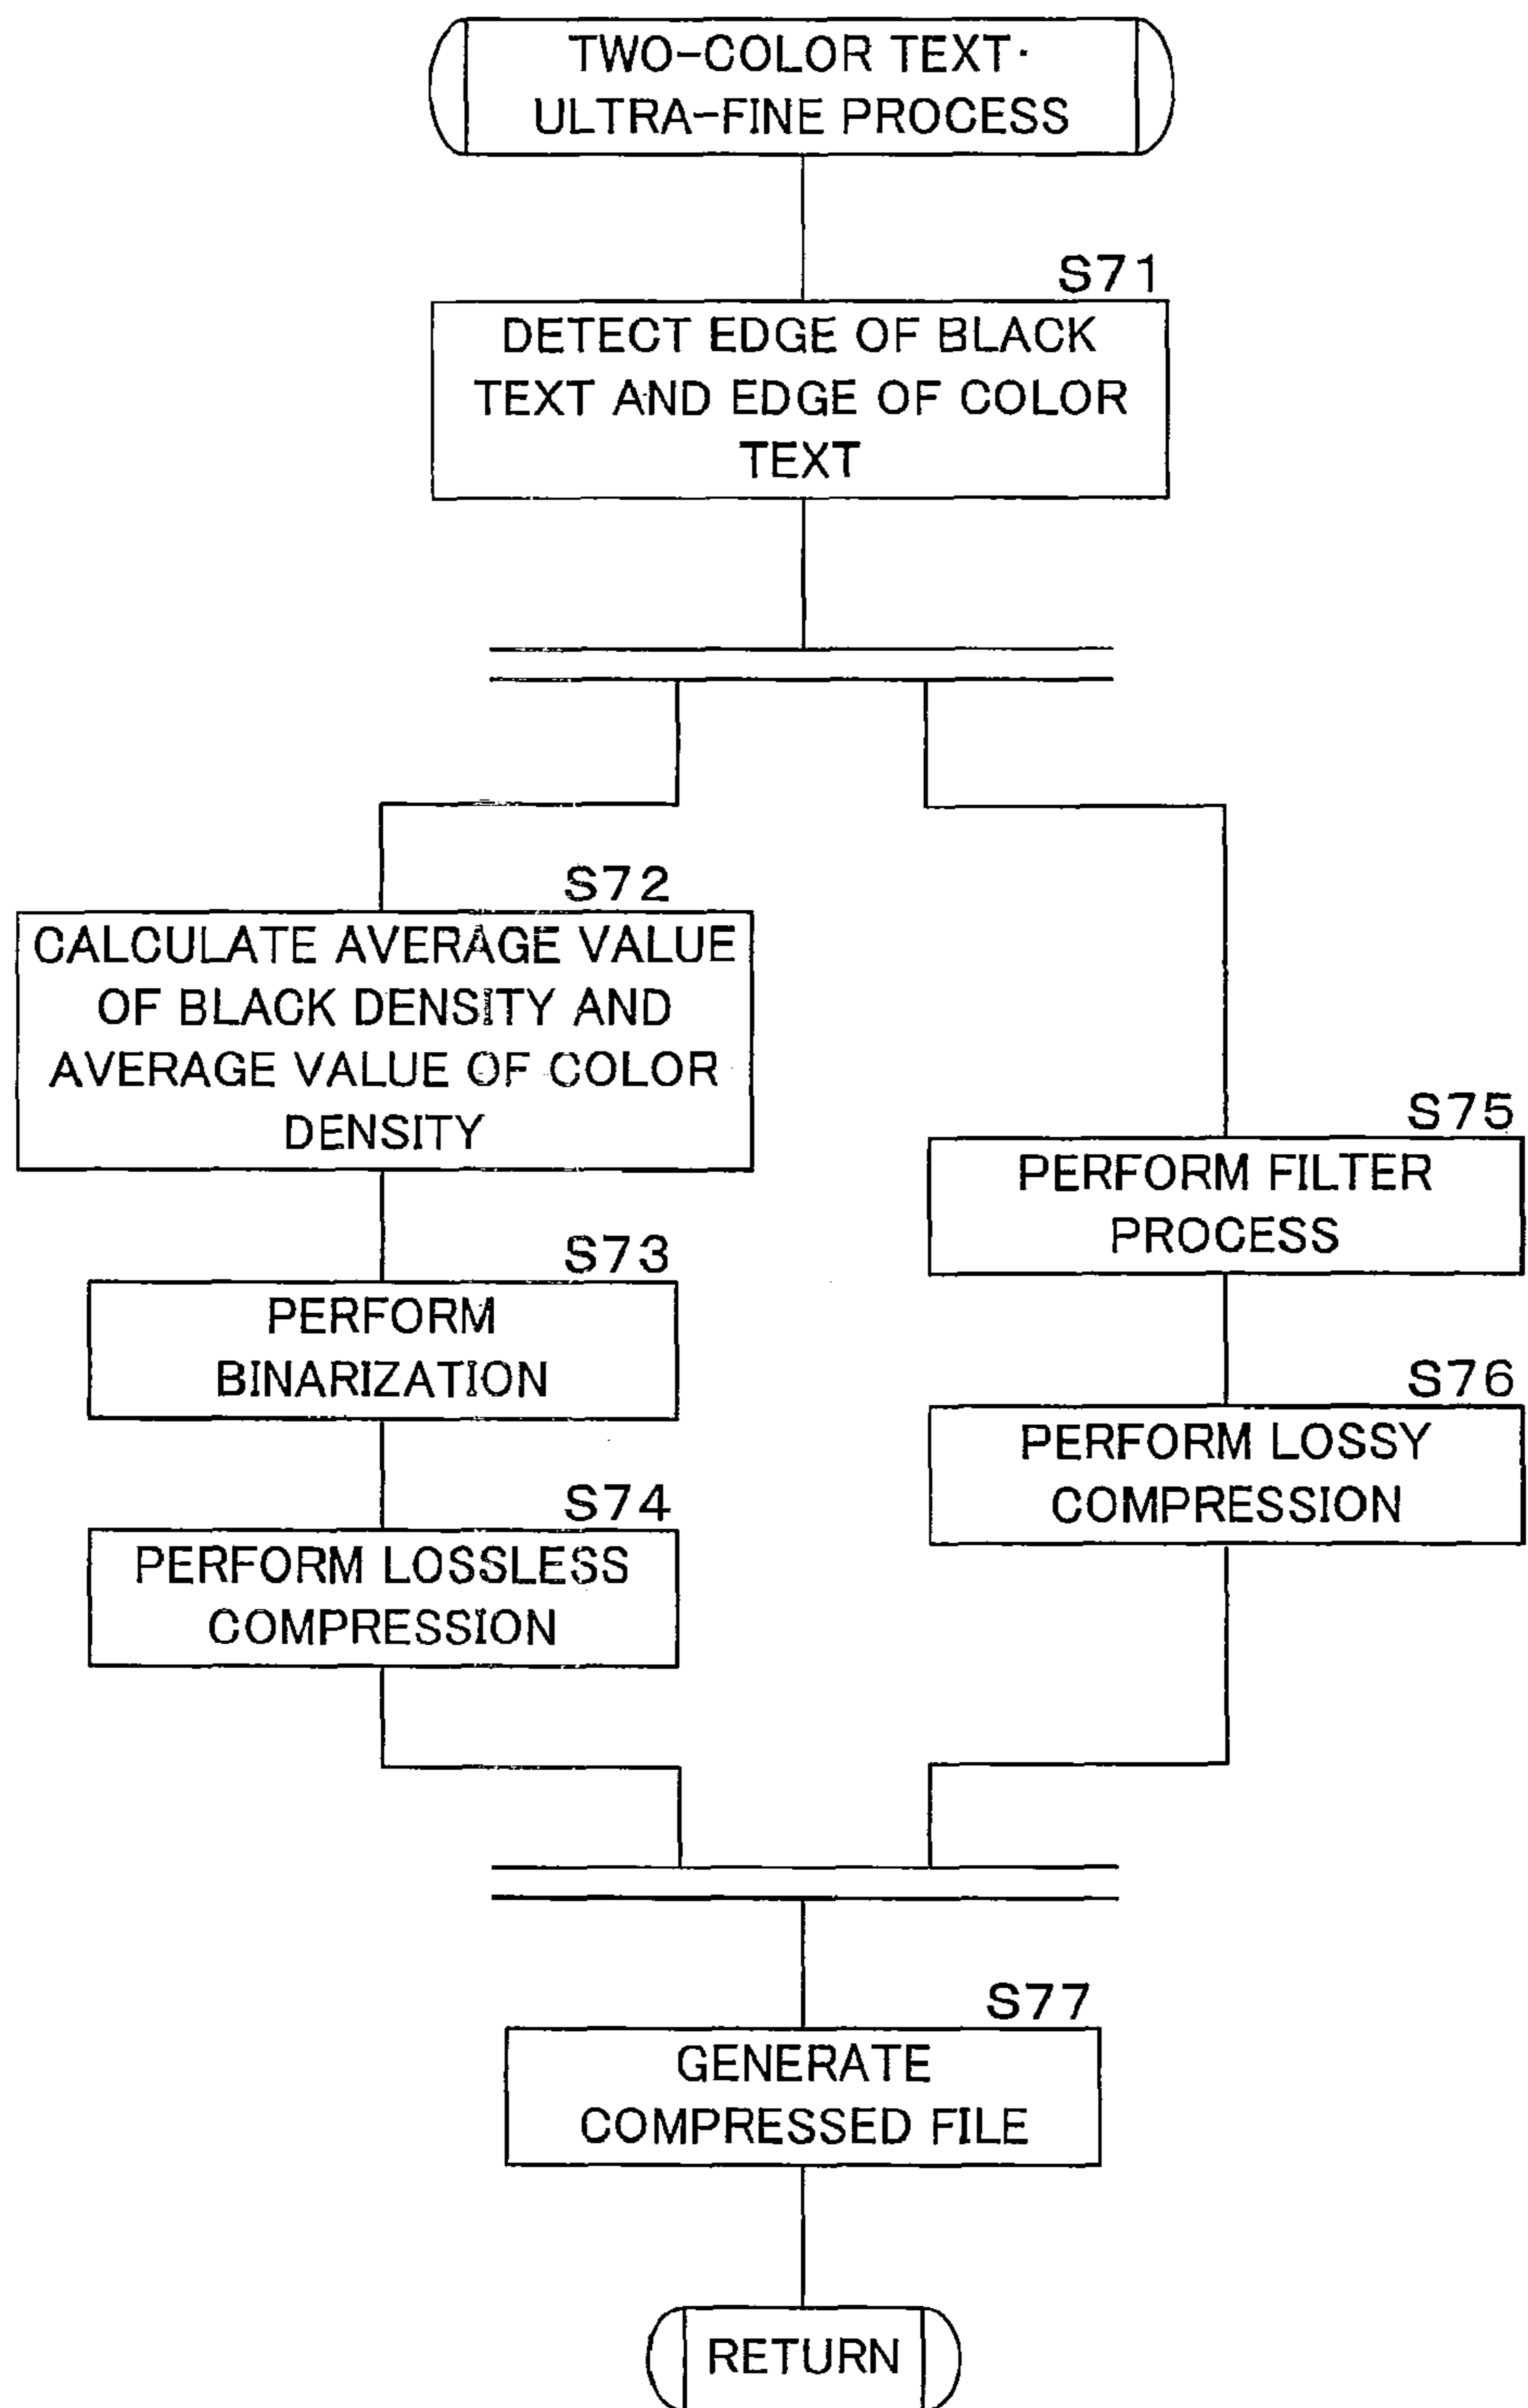 TWO-COLOR TEXT·
ULTRA-FINE PROCESS
S71
DETECT EDGE OF BLACK
TEXT AND EDGE OF COLOR
TEXT
S72
CALCULATE AVERAGE VALUE
OF BLACK DENSITY AND
AVERAGE VALUE OF COLOR
DENSITY
S73
PERFORM
BINARIZATION
S74
PERFORM LOSSLESS
COMPRESSION
S75
PERFORM FILTER
PROCESS
S76
PERFORM LOSSY
COMPRESSION
S77
GENERATE
COMPRESSED FILE
RETURN